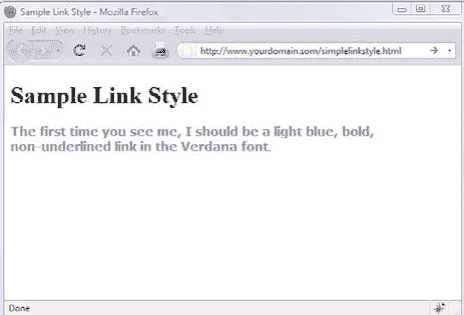 Sample Link Style - Mozilla Firefox
File Edit View History Bookmarks Tools Help
http://www.yourdomain.som/simplelinkstyle.html
Sample Link Style
The first time you see me, I should be a light blue, bold,
non-underlined link in the Verdana font.
Done